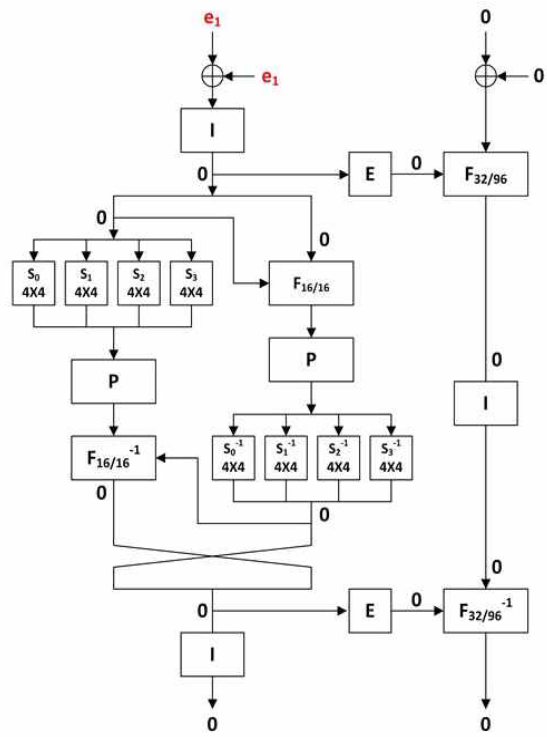 e₁ 0
e₁ 0
I
0 E 0 F₃₂/₉₆
0 0
S₀ 4X4 S₁ 4X4 S₂ 4X4 S₃ 4X4 F₁₆/₁₆
P P 0
I
F₁₆/₁₆⁻¹ S₀⁻¹ 4X4 S₁⁻¹ 4X4 S₂⁻¹ 4X4 S₃⁻¹ 4X4
0 0
0
0 E 0 F₃₂/₉₆⁻¹
I
0 0